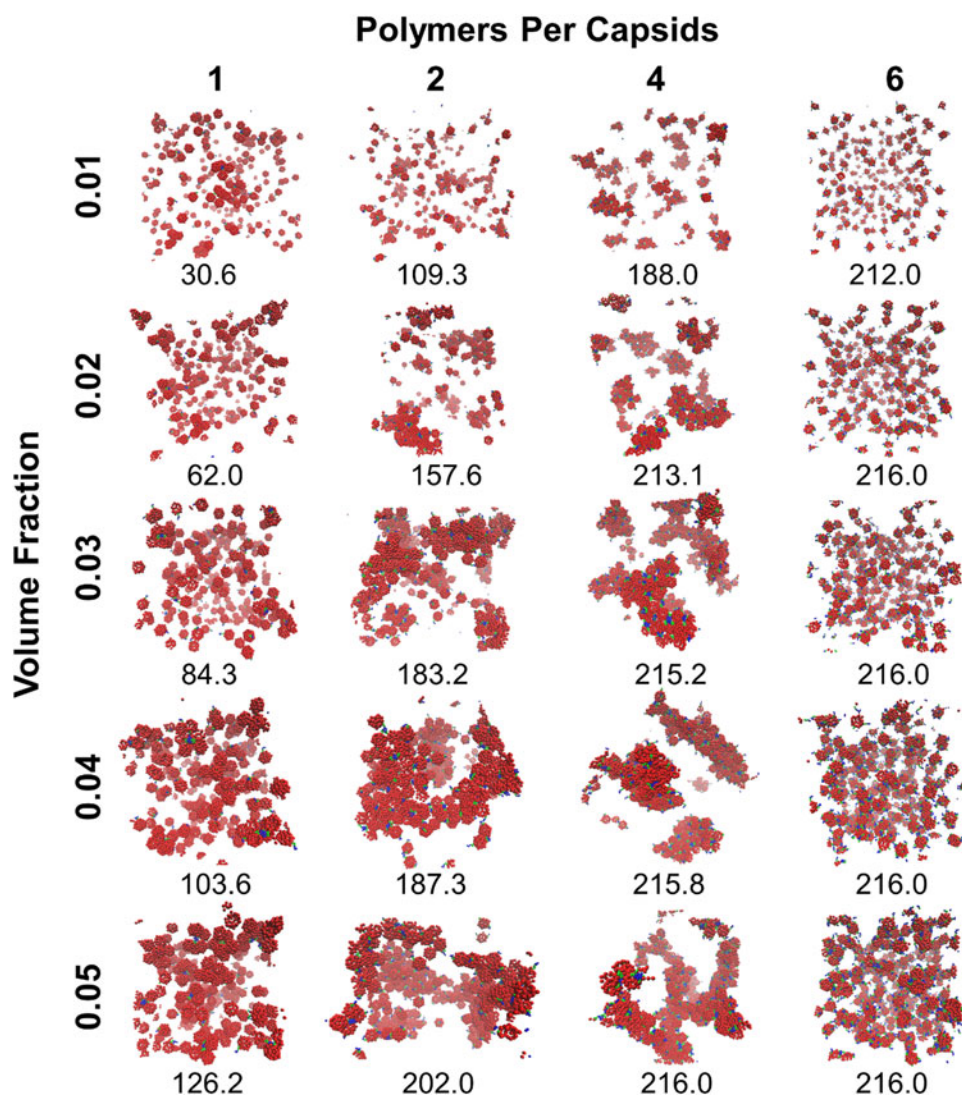 Polymers Per Capsids
1 2 4 6
0.01
30.6 109.3 188.0 212.0
0.02
62.0 157.6 213.1 216.0
Volume Fraction
0.03
84.3 183.2 215.2 216.0
0.04
103.6 187.3 215.8 216.0
0.05
126.2 202.0 216.0 216.0